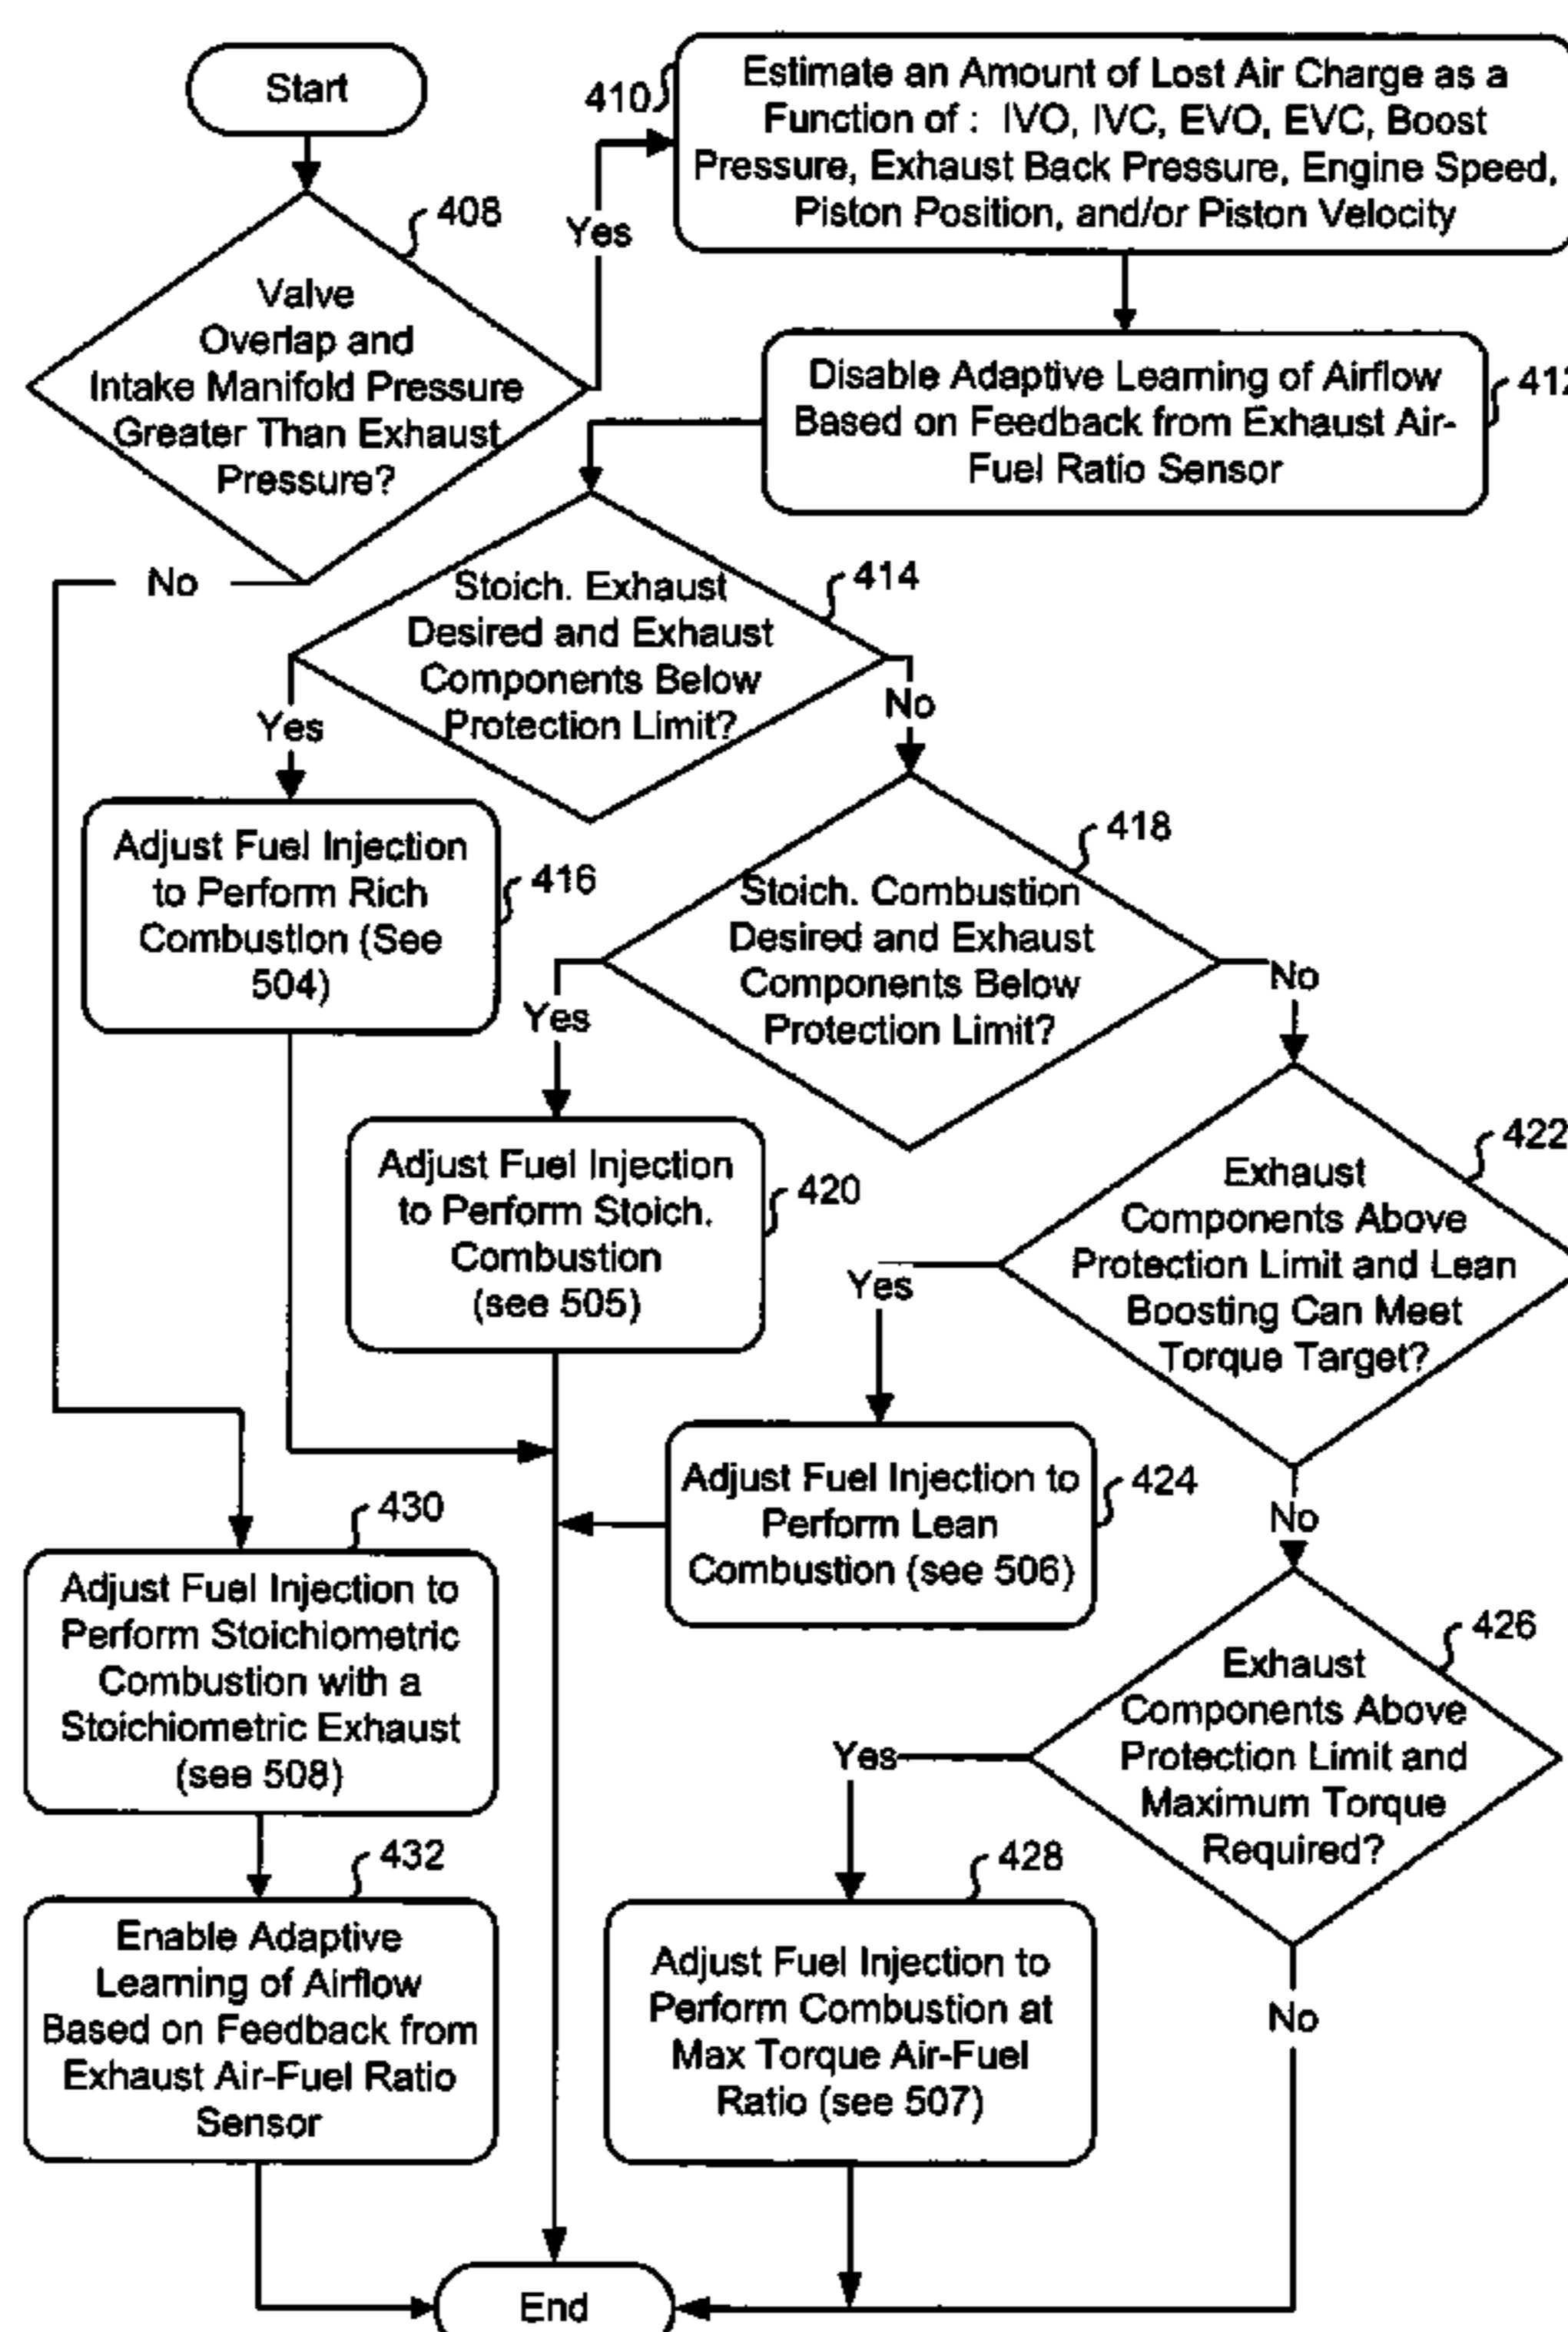 Start
408
Valve
Overlap and
Intake Manifold Pressure
Greater Than Exhaust
Pressure?
Yes
No
410
Estimate an Amount of Lost Air Charge as a
Function of : IVO, IVC, EVO, EVC, Boost
Pressure, Exhaust Back Pressure, Engine Speed,
Piston Position, and/or Piston Velocity
Disable Adaptive Learning of Airflow
Based on Feedback from Exhaust Air-
Fuel Ratio Sensor
412
414
Stoich. Exhaust
Desired and Exhaust
Components Below
Protection Limit?
Yes
No
Adjust Fuel Injection
to Perform Rich
Combustion (See
504)
416
418
Stoich. Combustion
Desired and Exhaust
Components Below
Protection Limit?
Yes
No
Adjust Fuel Injection
to Perform Stoich.
Combustion
(see 505)
420
422
Exhaust
Components Above
Protection Limit and Lean
Boosting Can Meet
Torque Target?
Yes
No
Adjust Fuel Injection to
Perform Lean
Combustion (see 506)
424
426
Exhaust
Components Above
Protection Limit and
Maximum Torque
Required?
Yes
No
428
Adjust Fuel Injection to
Perform Combustion at
Max Torque Air-Fuel
Ratio (see 507)
430
Adjust Fuel Injection to
Perform Stoichiometric
Combustion with a
Stoichiometric Exhaust
(see 508)
432
Enable Adaptive
Learning of Airflow
Based on Feedback from
Exhaust Air-Fuel Ratio
Sensor
End